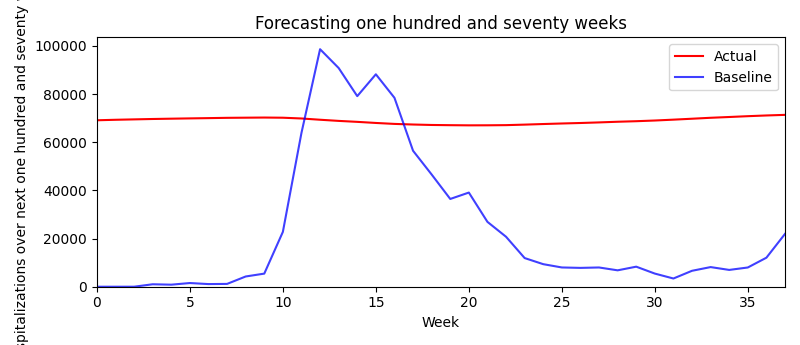 Forecasting one hundred and seventy weeks
spitalizations over next one hundred and seventy
100000
80000
60000
40000
20000
0
Actual
Baseline
0 5 10 15 20 25 30 35
Week